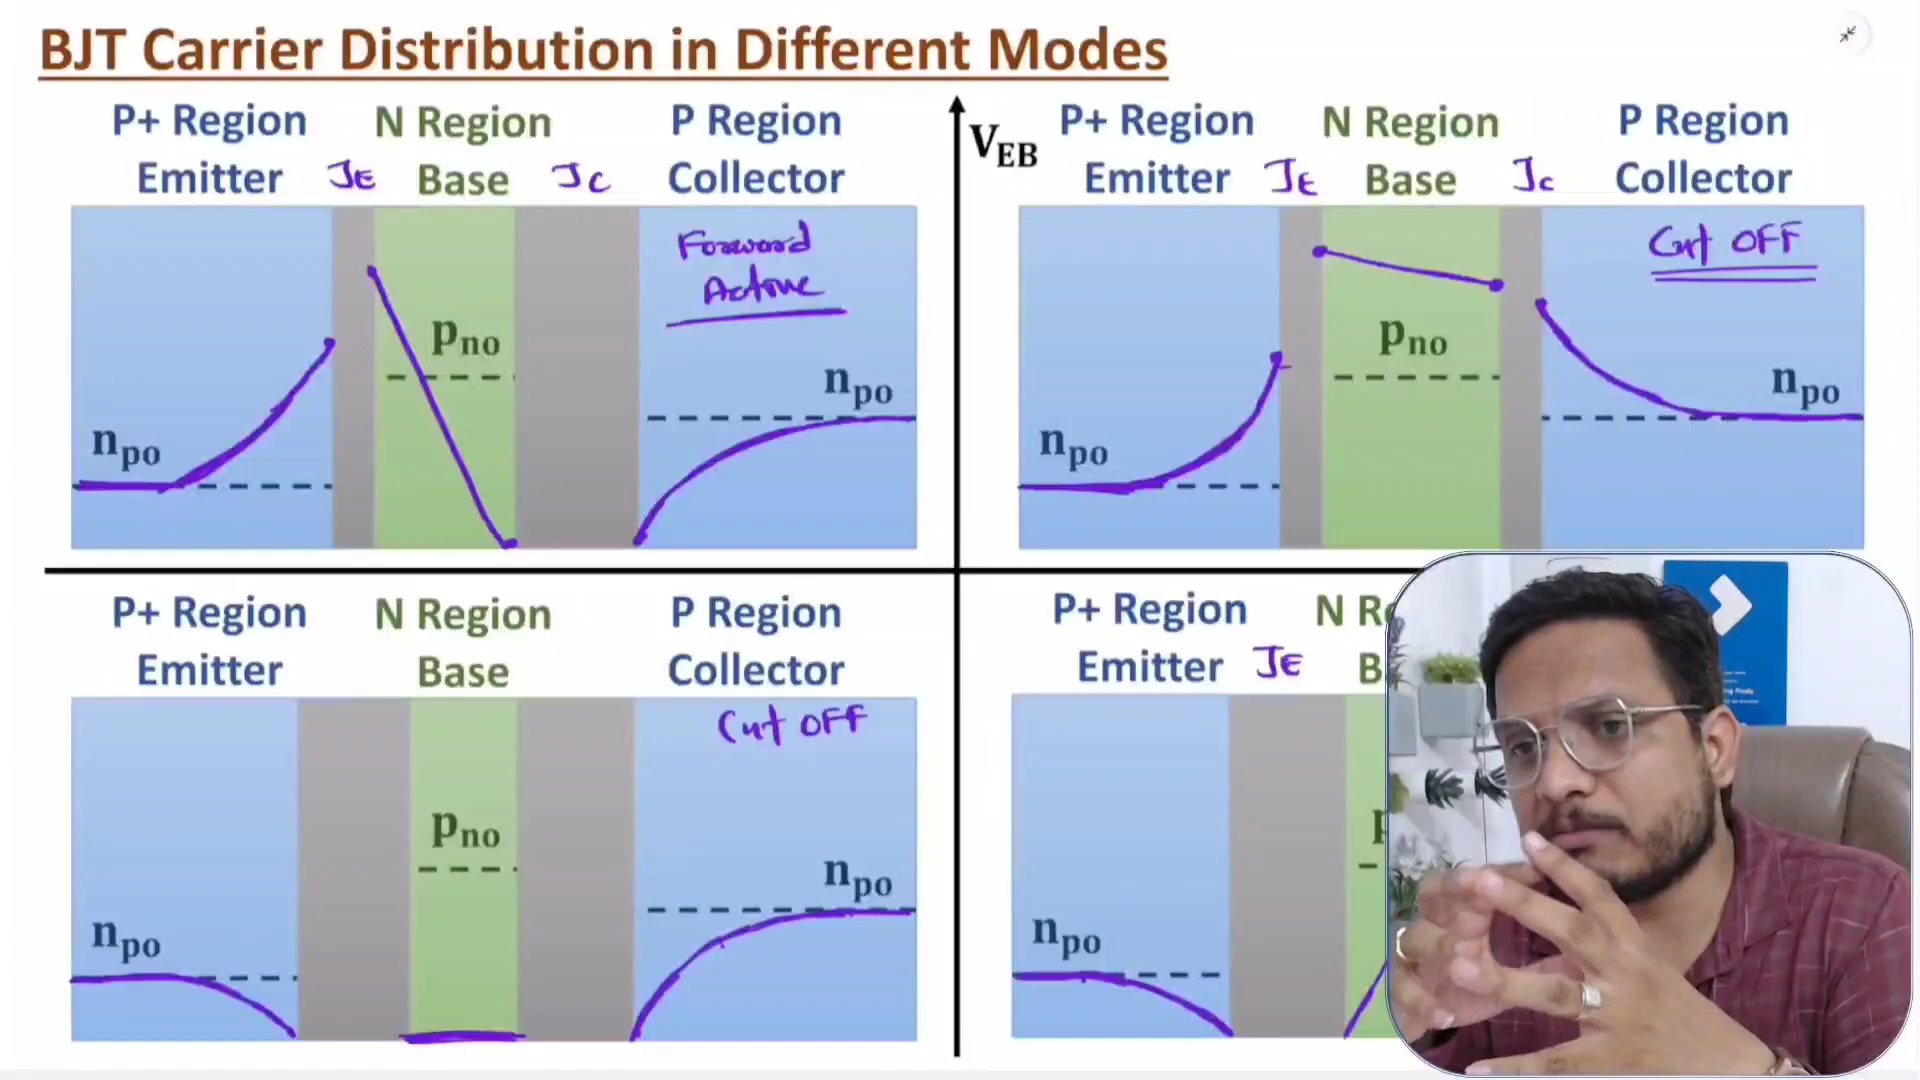 BJT Carrier Distribution in Different Modes
P+ Region N Region P Region
Emitter JE Base JC Collector
Forward
Active
pno
npo
npo
VEB
P+ Region N Region P Region
Emitter JE Base JC Collector
Cut OFF
pno
npo
npo
P+ Region N Region P Region
Emitter Base Collector
Cut OFF
pno
npo
npo
P+ Region N Re
Emitter JE B
npo
p